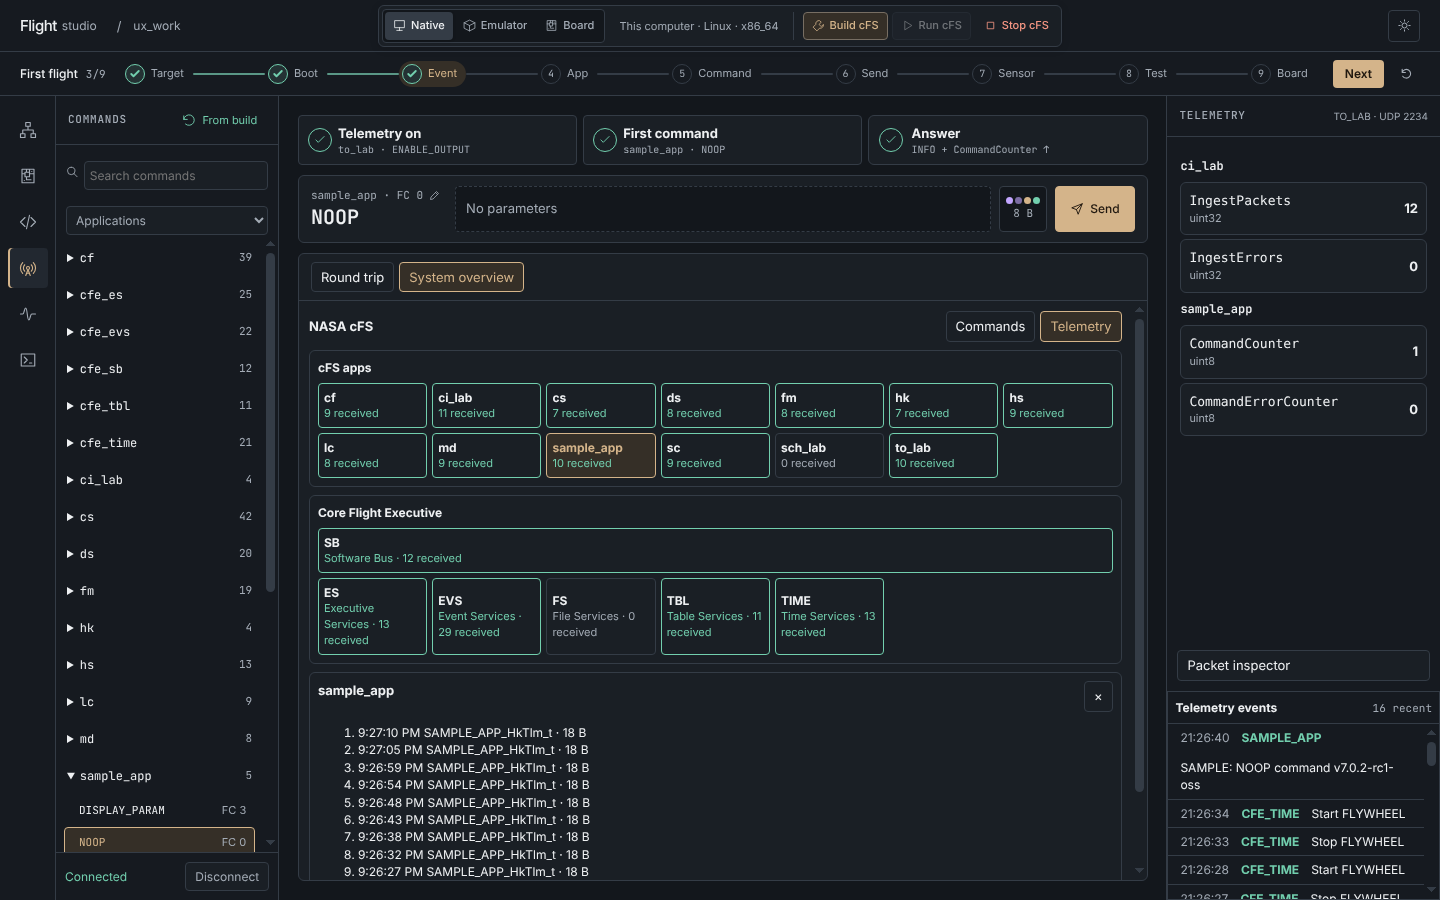 Flight studio / ux_work
Native Emulator Board This computer · Linux · x86_64 Build cFS Run cFS Stop cFS
First flight 3/9 Target Boot Event 4 App 5 Command 6 Send 7 Sensor 8 Test 9 Board Next
COMMANDS From build
Search commands
Applications
cf 39
cfe_es 25
cfe_evs 22
cfe_sb 12
cfe_tbl 11
cfe_time 21
ci_lab 4
cs 42
ds 20
fm 19
hk 4
hs 13
lc 9
md 8
sample_app 5
DISPLAY_PARAM FC 3
NOOP FC 0
Connected Disconnect
Telemetry on
to_lab · ENABLE_OUTPUT
First command
sample_app · NOOP
Answer
INFO + CommandCounter ↑
sample_app · FC 0
NOOP
No parameters
8 B
Send
Round trip System overview
NASA cFS Commands Telemetry
cFS apps
cf
9 received
ci_lab
11 received
cs
7 received
ds
8 received
fm
8 received
hk
7 received
hs
9 received
lc
8 received
md
9 received
sample_app
10 received
sc
9 received
sch_lab
0 received
to_lab
10 received
Core Flight Executive
SB
Software Bus · 12 received
ES
Executive
Services · 13
received
EVS
Event Services ·
29 received
FS
File Services · 0
received
TBL
Table Services · 11
received
TIME
Time Services · 13
received
sample_app ×
1. 9:27:10 PM SAMPLE_APP_HkTlm_t · 18 B
2. 9:27:05 PM SAMPLE_APP_HkTlm_t · 18 B
3. 9:26:59 PM SAMPLE_APP_HkTlm_t · 18 B
4. 9:26:54 PM SAMPLE_APP_HkTlm_t · 18 B
5. 9:26:48 PM SAMPLE_APP_HkTlm_t · 18 B
6. 9:26:43 PM SAMPLE_APP_HkTlm_t · 18 B
7. 9:26:38 PM SAMPLE_APP_HkTlm_t · 18 B
8. 9:26:32 PM SAMPLE_APP_HkTlm_t · 18 B
9. 9:26:27 PM SAMPLE_APP_HkTlm_t · 18 B
TELEMETRY TO_LAB · UDP 2234
ci_lab
IngestPackets
uint32
12
IngestErrors
uint32
0
sample_app
CommandCounter
uint8
1
CommandErrorCounter
uint8
0
Packet inspector
Telemetry events 16 recent
21:26:40 SAMPLE_APP
SAMPLE: NOOP command v7.0.2-rc1-
oss
21:26:34 CFE_TIME Start FLYWHEEL
21:26:33 CFE_TIME Stop FLYWHEEL
21:26:28 CFE_TIME Start FLYWHEEL
21:26:27 CFE_TIME Stop FLYWHEEL